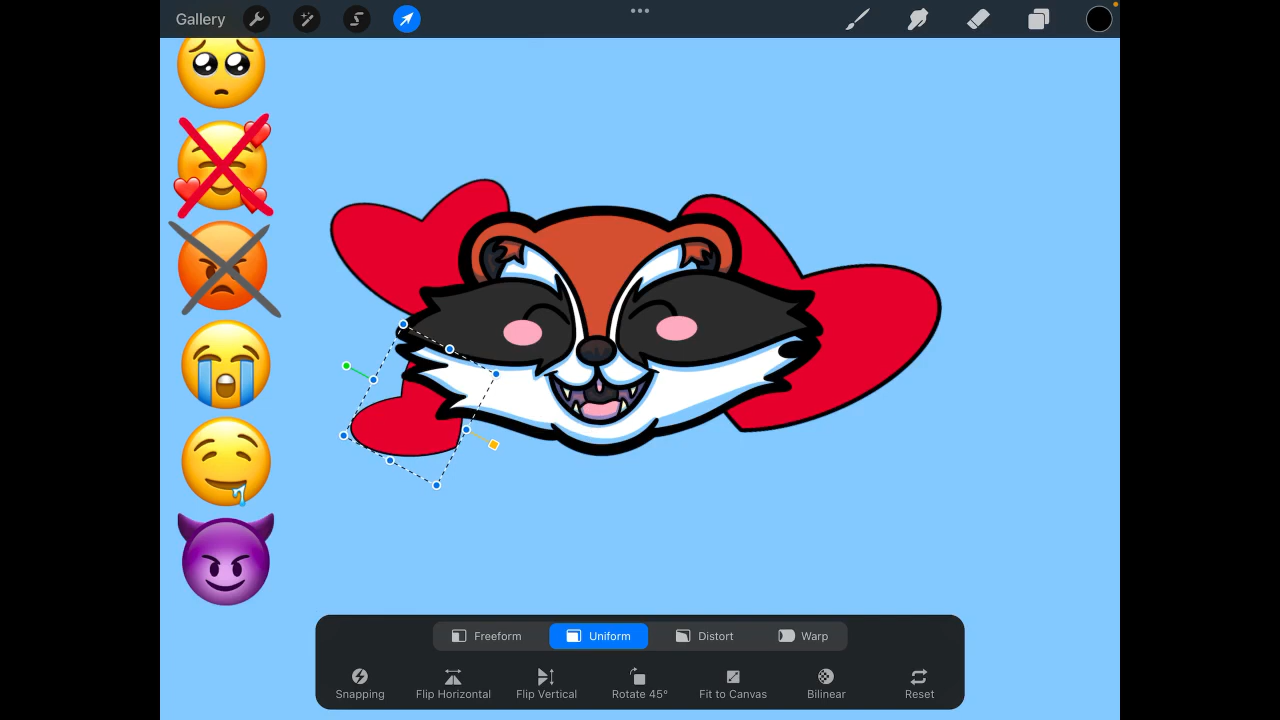 Gallery
Freeform Uniform Distort Warp
Snapping Flip Horizontal Flip Vertical Rotate 45° Fit to Canvas Bilinear Reset